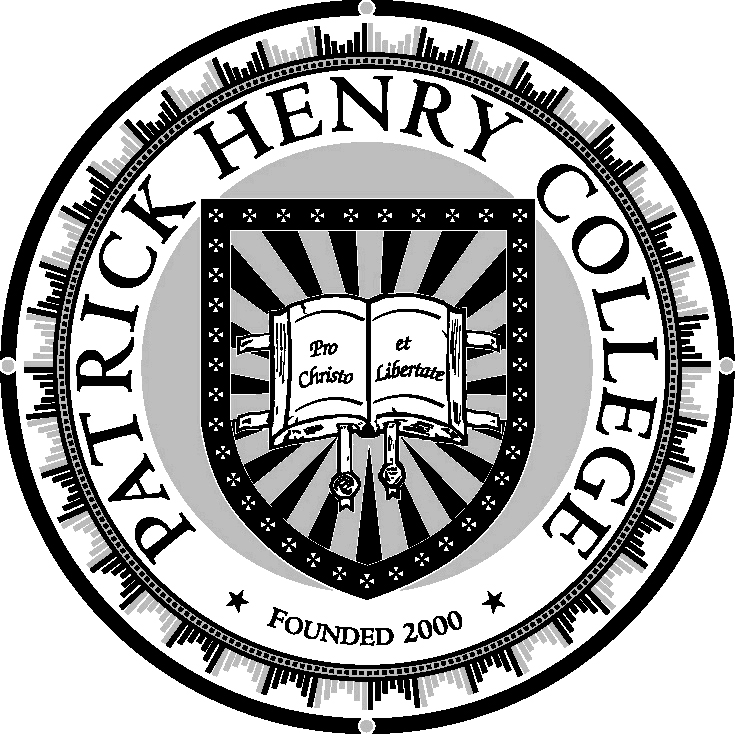 PATRICK HENRY COLLEGE
Pro
Christo
et
Libertate
FOUNDED 2000